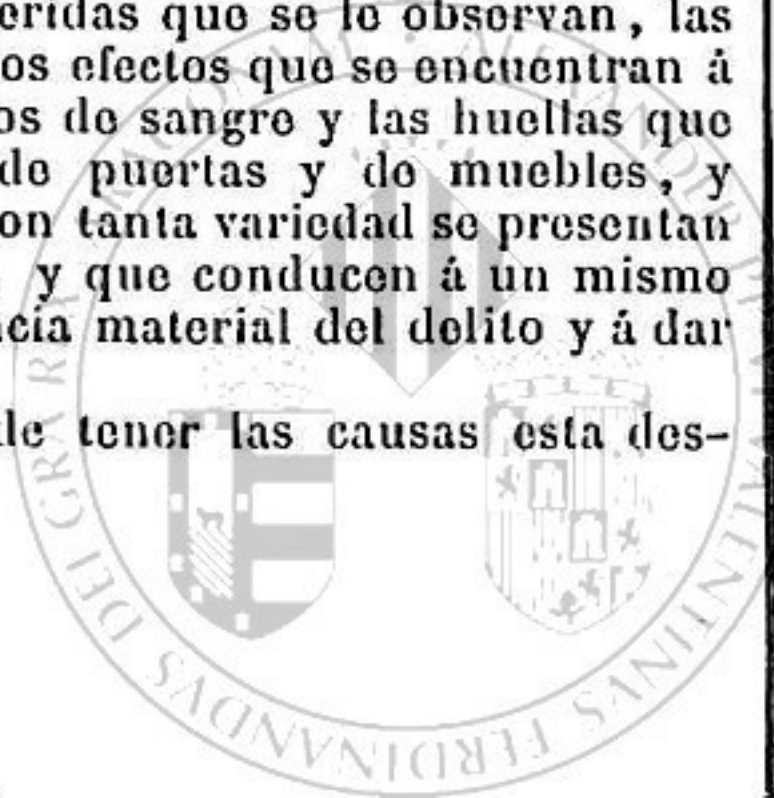 eridas que se le observan, las
os efectos que se encuentran á
os de sangre y las huellas que
de puertas y de muebles, y
on tanta variedad se presentan
y que conducen á un mismo
ncia material del delito y á dar
de tener las causas esta des-